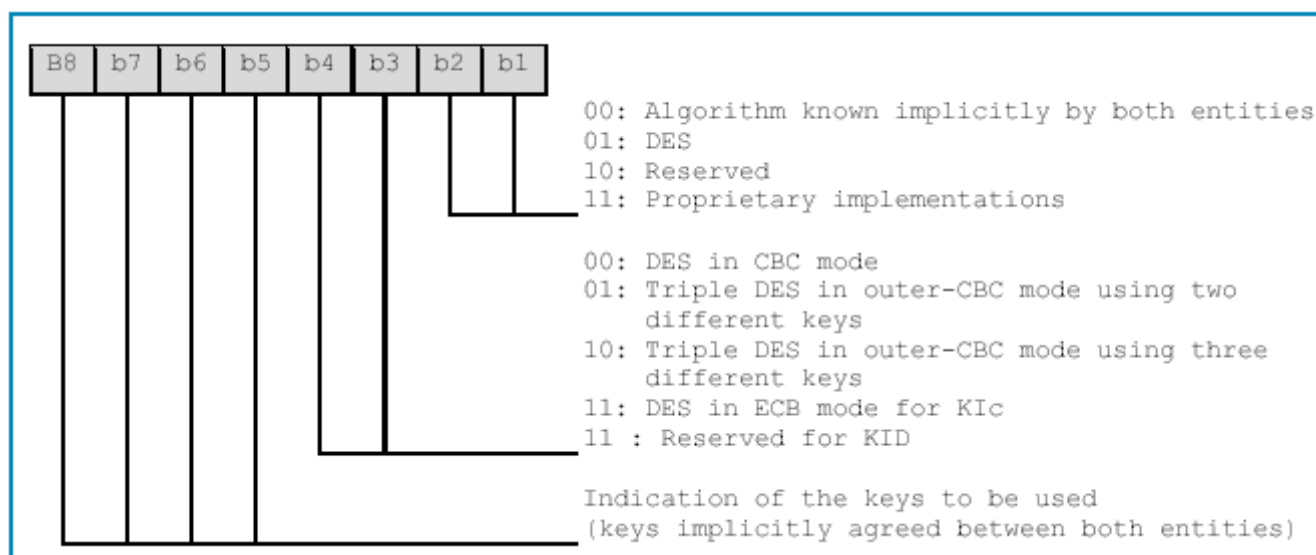 B8 b7 b6 b5 b4 b3 b2 b1
00: Algorithm known implicitly by both entities
01: DES
10: Reserved
11: Proprietary implementations
00: DES in CBC mode
01: Triple DES in outer-CBC mode using two
different keys
10: Triple DES in outer-CBC mode using three
different keys
11: DES in ECB mode for KIc
11 : Reserved for KID
Indication of the keys to be used
(keys implicitly agreed between both entities)